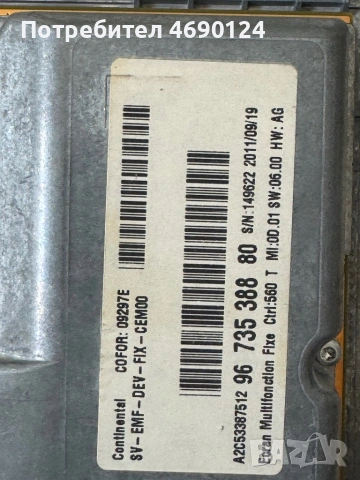 Потребител 4690124
Continental COFOR: 09297E
SV-EMF-DEV-FIX-CEM00
A2C53387512 96 735 388 80 S/N:149622 2011/09/19
Ecran Multifonction Fixe Ctrl:560 T MI:0D.01 SW:06.00 HW: AG
BAZAR